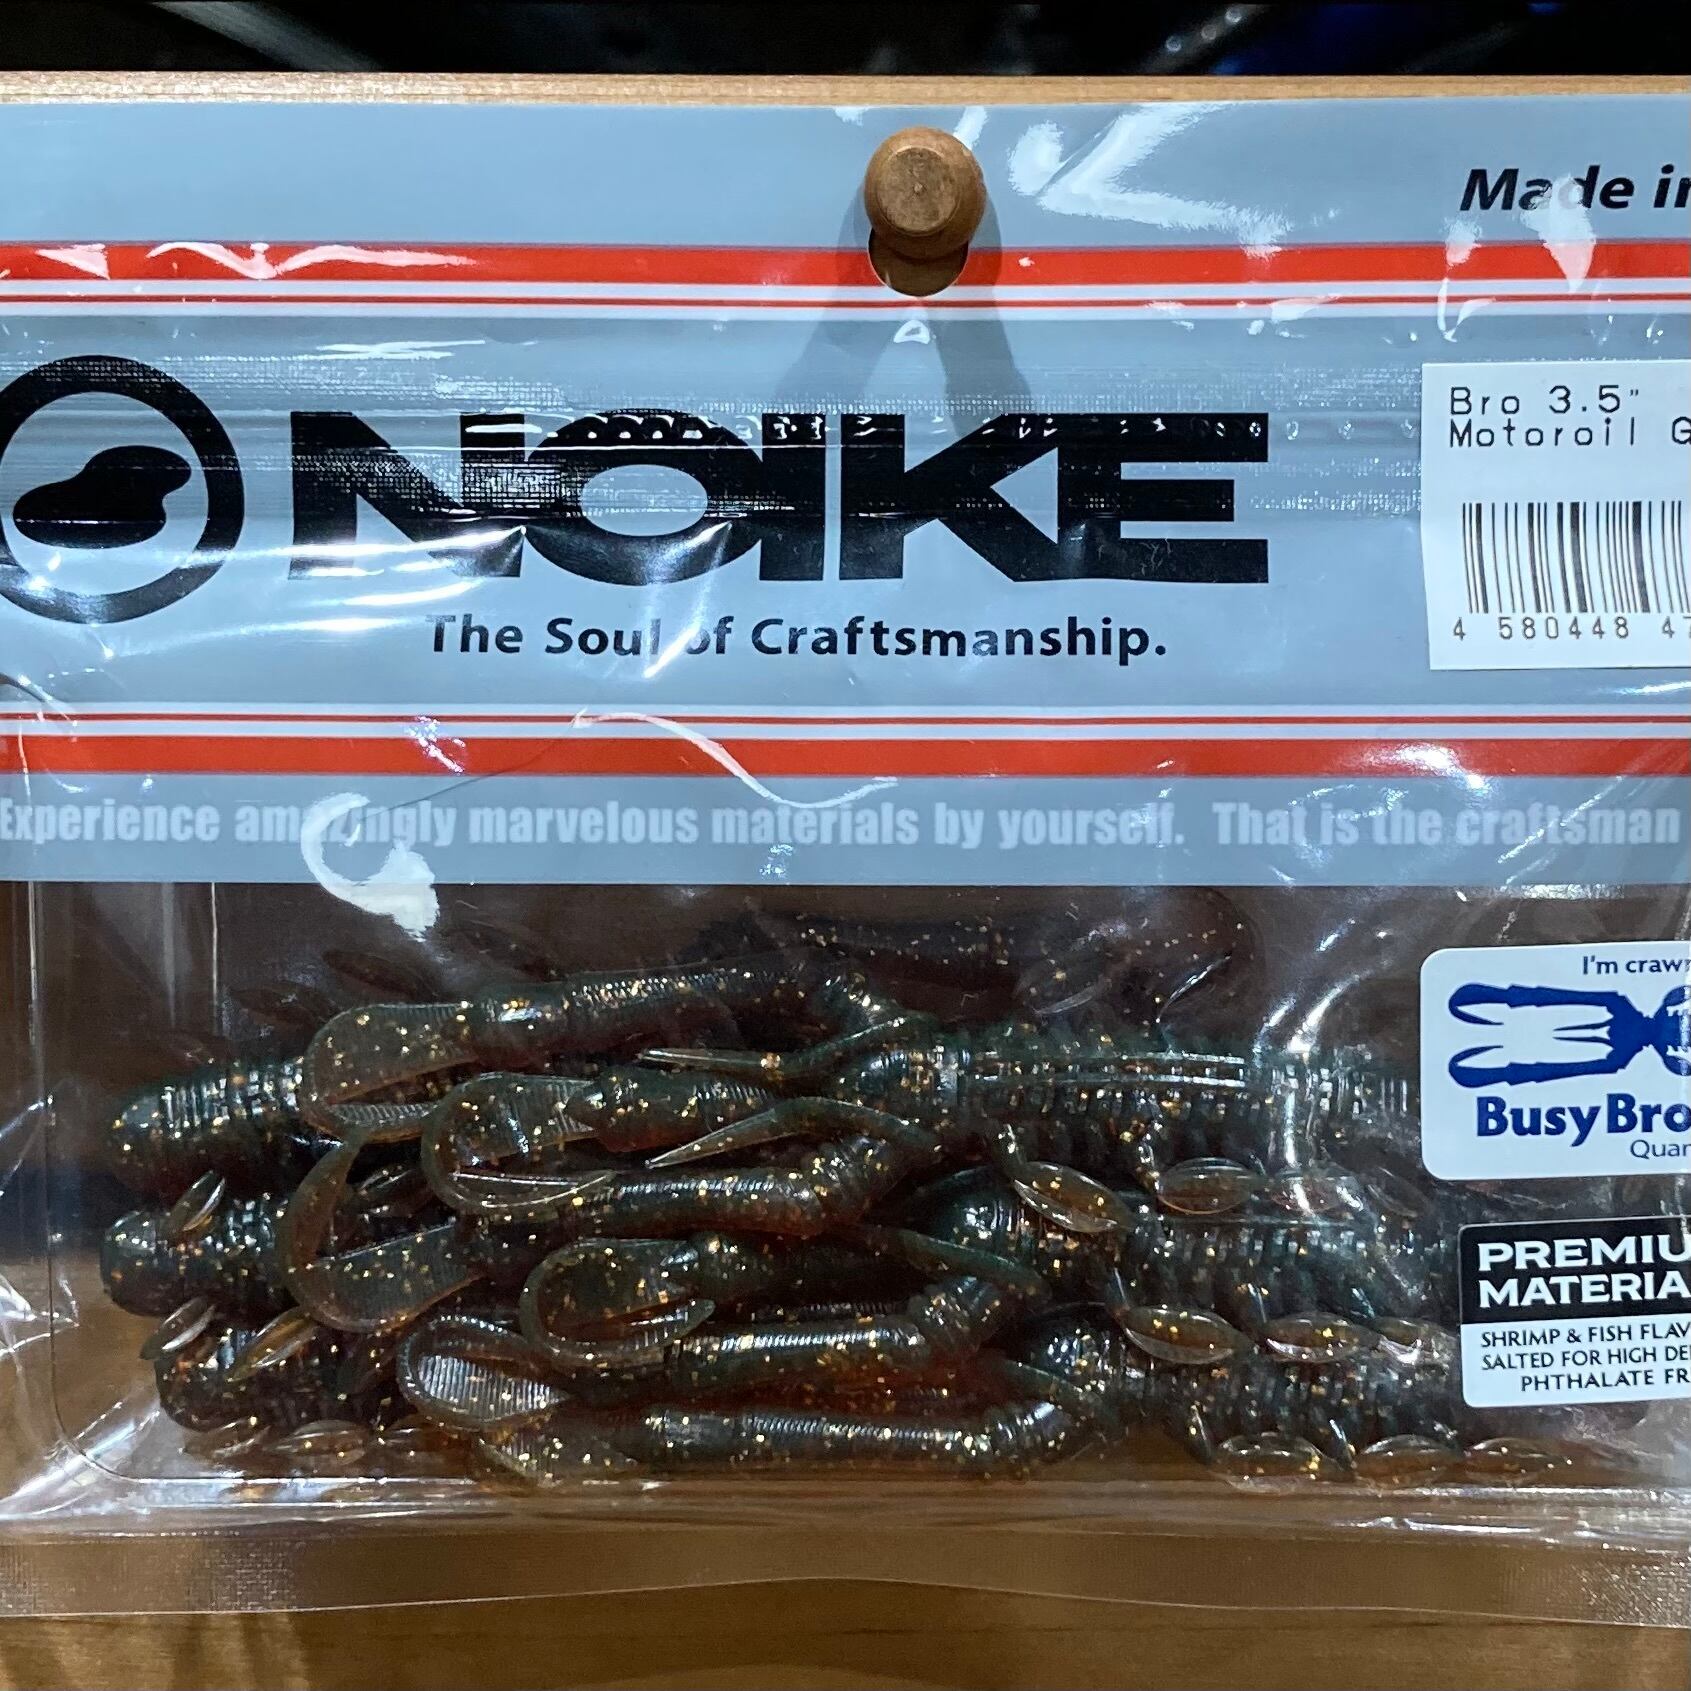 Made in
NOIKE
The Soul of Craftsmanship.
Bro 3.5"
Motoroil G
4 580448 47
Experience amazingly marvelous materials by yourself. That is the craftsman
I'm craw
BusyBro
Quar
PREMIU
MATERIA
SHRIMP & FISH FLAV
SALTED FOR HIGH DE
PHTHALATE FR